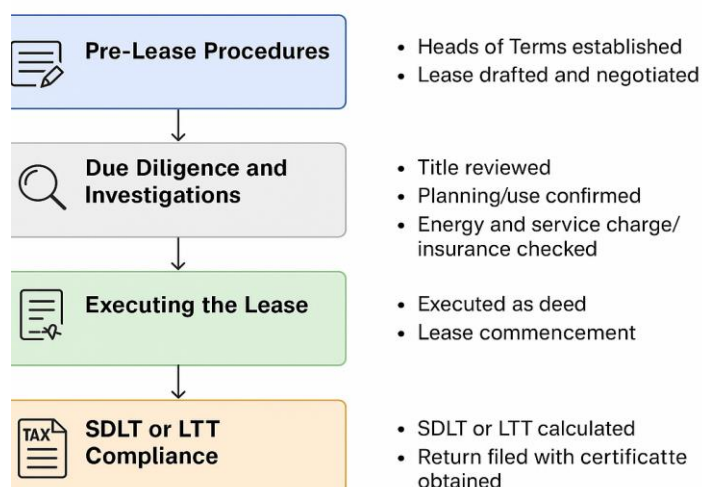 Pre-Lease Procedures
• Heads of Terms established
• Lease drafted and negotiated
Due Diligence and
Investigations
• Title reviewed
• Planning/use confirmed
• Energy and service charge/
insurance checked
Executing the Lease
• Executed as deed
• Lease commencement
TAX
SDLT or LTT
Compliance
• SDLT or LTT calculated
• Return filed with certificatte
obtained